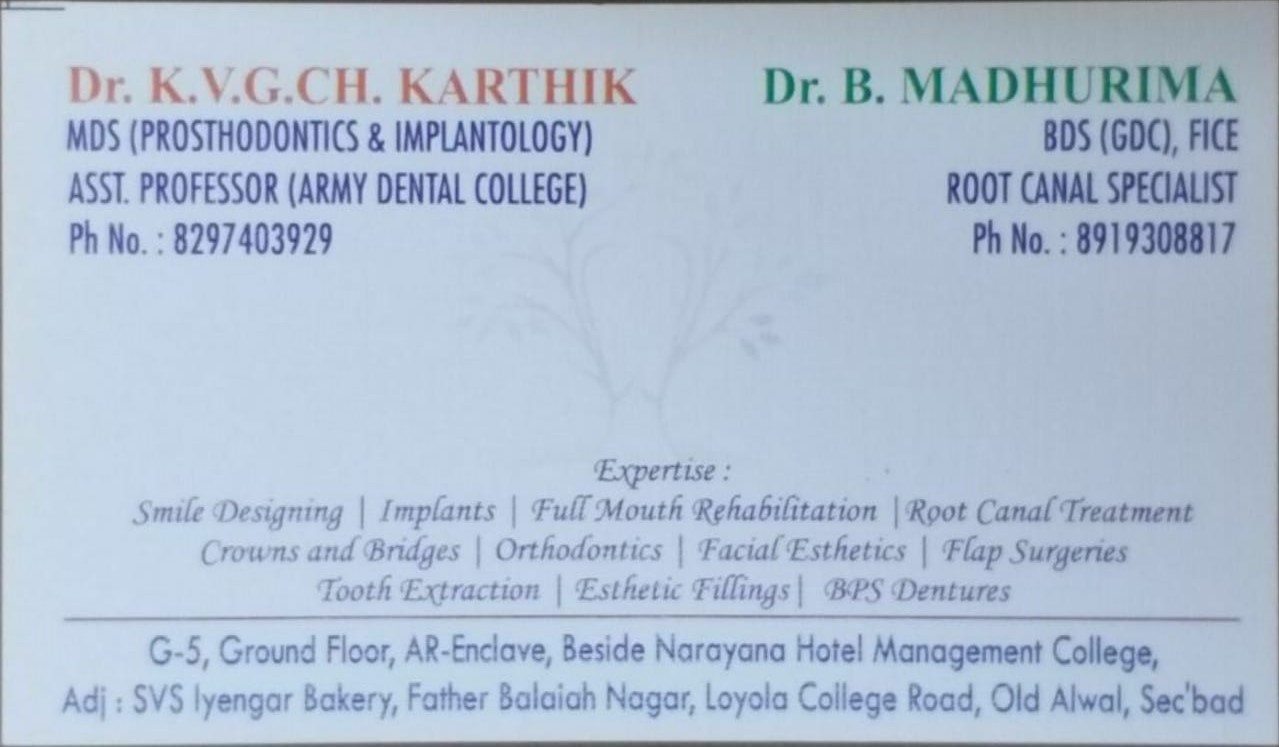 Dr. K.V.G.CH. KARTHIK
MDS (PROSTHODONTICS & IMPLANTOLOGY)
ASST. PROFESSOR (ARMY DENTAL COLLEGE)
Ph No. : 8297403929
Dr. B. MADHURIMA
BDS (GDC), FICE
ROOT CANAL SPECIALIST
Ph No. : 8919308817
Expertise :
Smile Designing | Implants | Full Mouth Rehabilitation | Root Canal Treatment
Crowns and Bridges | Orthodontics | Facial Esthetics | Flap Surgeries
Tooth Extraction | Esthetic Fillings | BPS Dentures
G-5, Ground Floor, AR-Enclave, Beside Narayana Hotel Management College,
Adj : SVS Iyengar Bakery, Father Balaiah Nagar, Loyola College Road, Old Alwal, Sec'bad